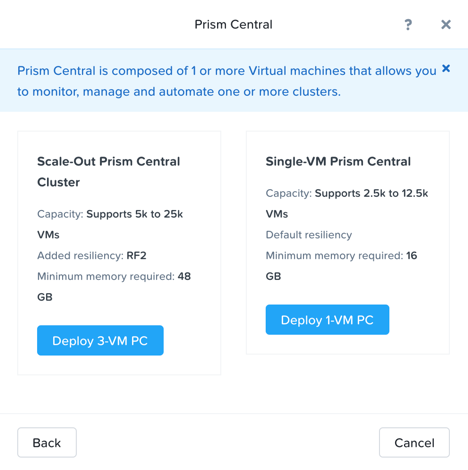 Prism Central
?
Prism Central is composed of 1 or more Virtual machines that allows you
to monitor, manage and automate one or more clusters.
Scale-Out Prism Central
Cluster
Capacity: Supports 5k to 25k
VMs
Added resiliency: RF2
Minimum memory required: 48
GB
Deploy 3-VM PC
Single-VM Prism Central
Capacity: Supports 2.5k to 12.5k
VMs
Default resiliency
Minimum memory required: 16
GB
Deploy 1-VM PC
Back
Cancel